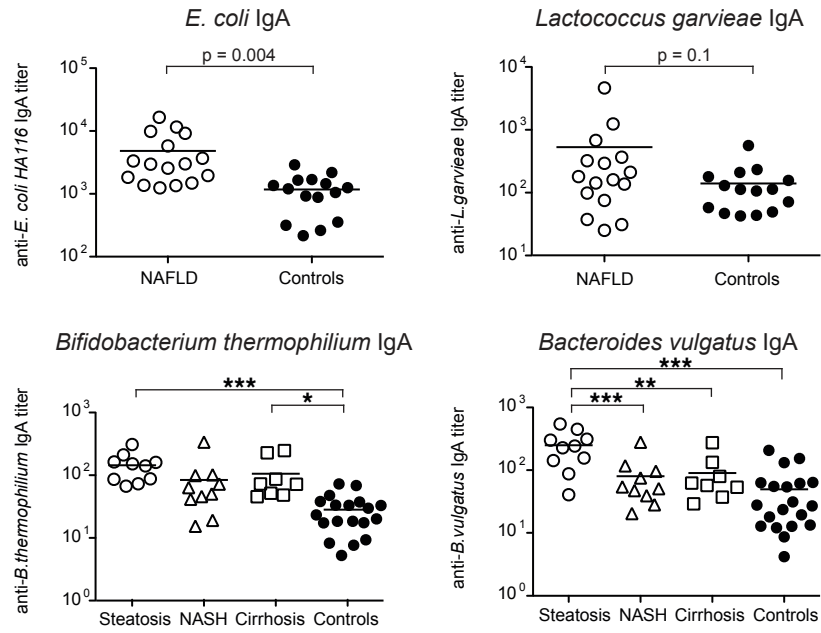 E. coli IgA
p = 0.004
anti-E. coli HA116 IgA titer
10^5
10^4
10^3
10^2
NAFLD Controls
Lactococcus garvieae IgA
p = 0.1
anti-L.garvieae IgA titer
10^4
10^3
10^2
10^1
NAFLD Controls
Bifidobacterium thermophilium IgA
***
*
anti-B.thermophilium IgA titer
10^3
10^2
10^1
10^0
Steatosis NASH Cirrhosis Controls
Bacteroides vulgatus IgA
***
**
***
anti-B.vulgatus IgA titer
10^3
10^2
10^1
10^0
Steatosis NASH Cirrhosis Controls